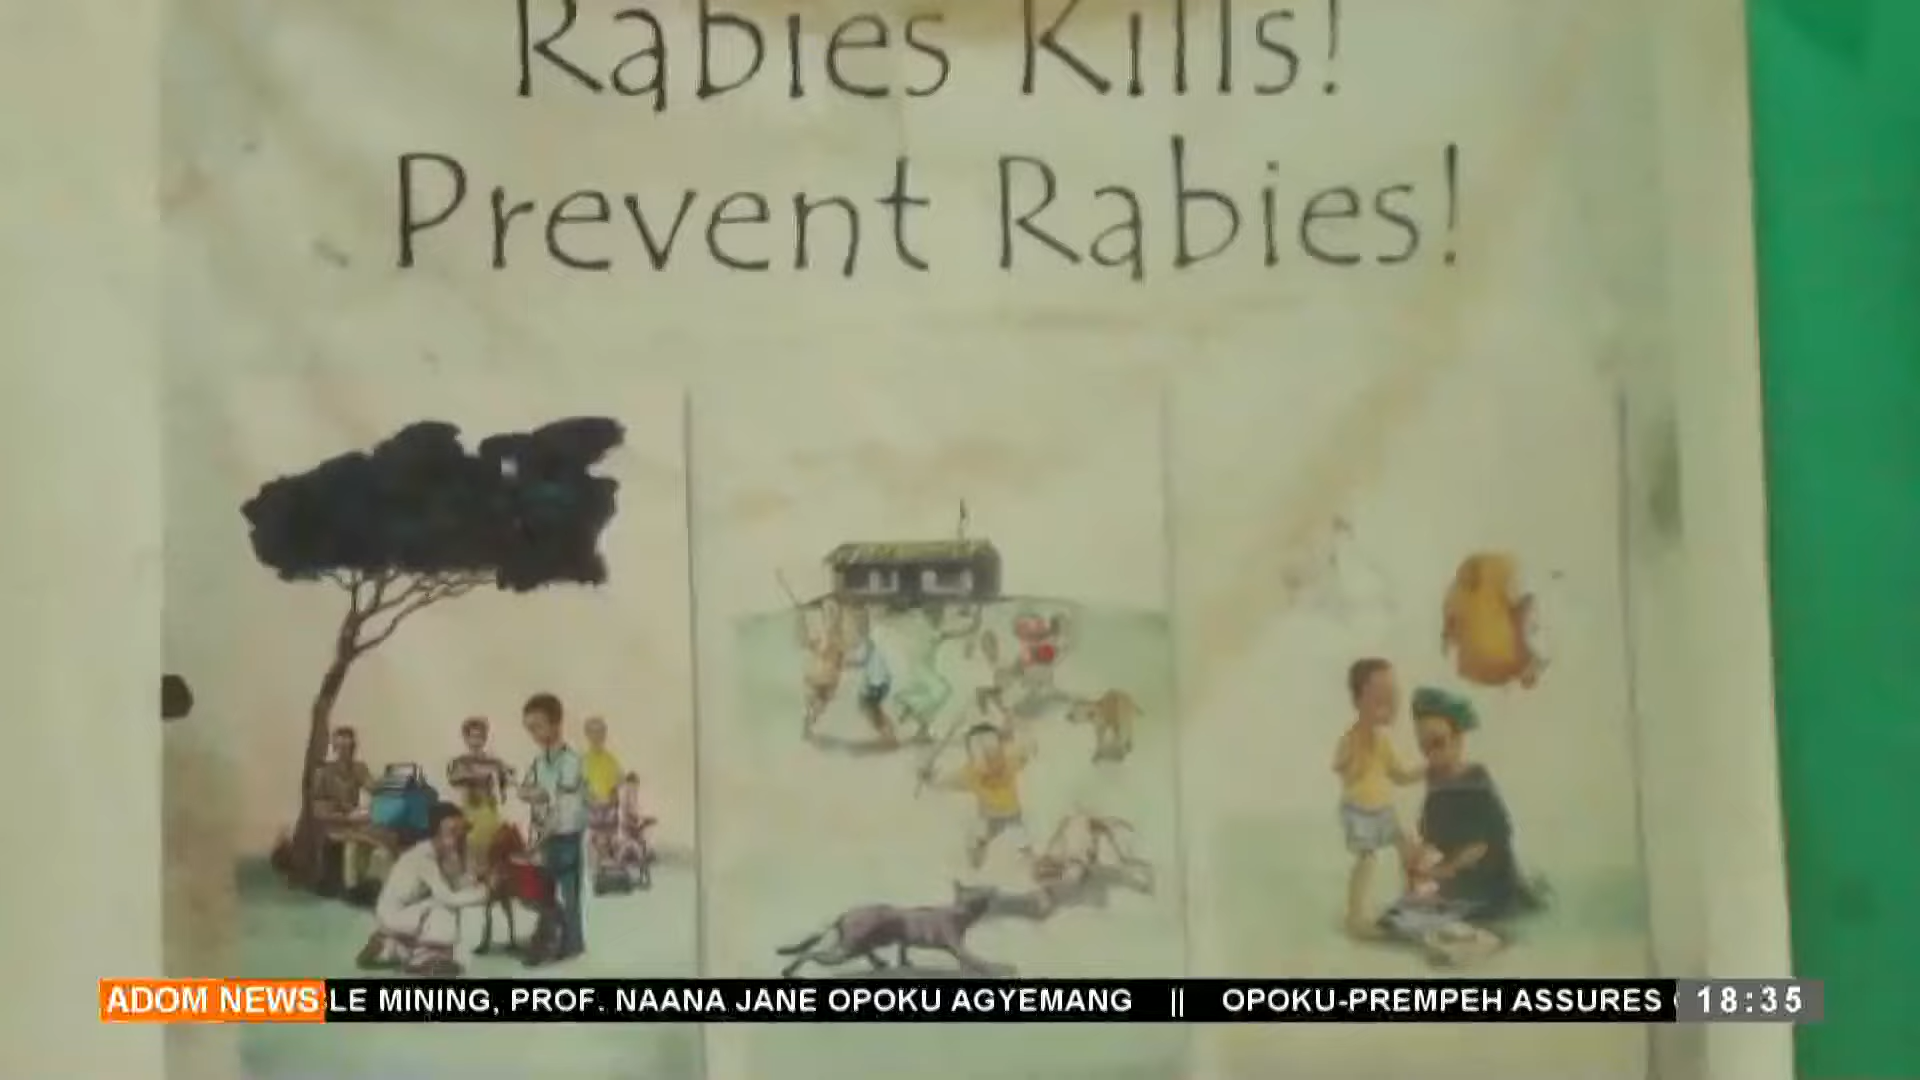 Rabies Kills!
Prevent Rabies!
ADOM NEWS LE MINING, PROF. NAANA JANE OPOKU AGYEMANG || OPOKU-PREMPEH ASSURES 18:35